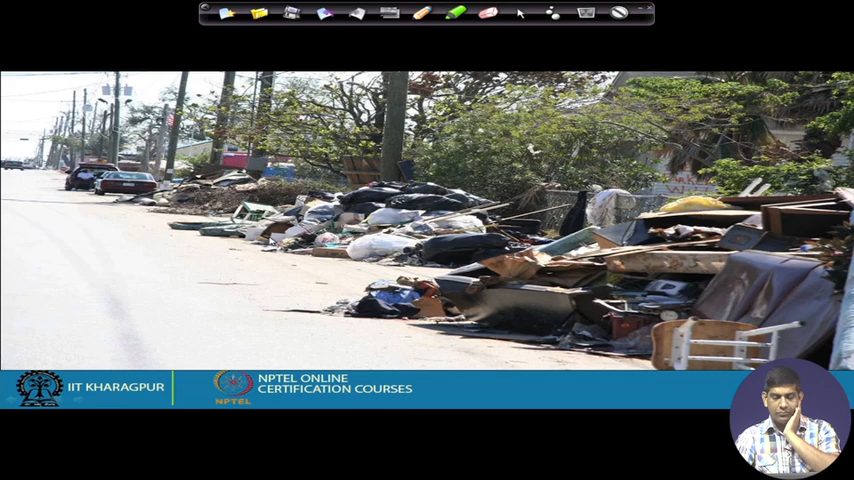 IIT KHARAGPUR
NPTEL ONLINE
CERTIFICATION COURSES
NPTEL